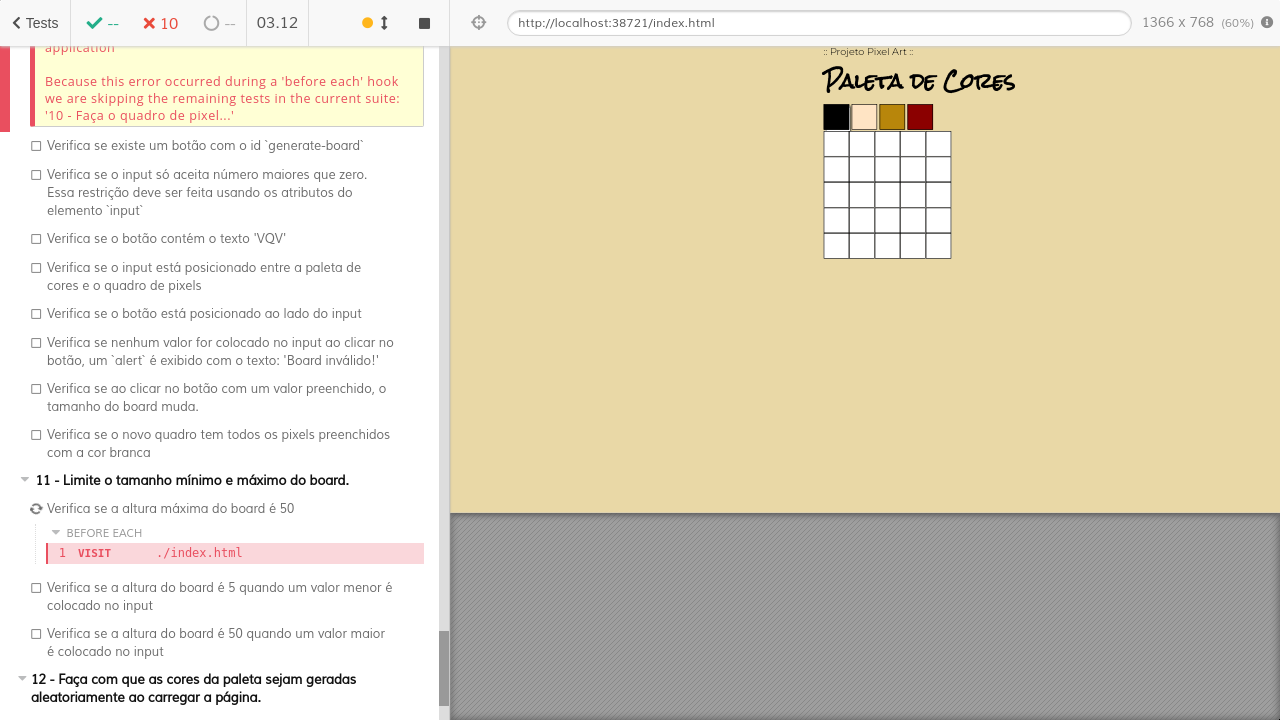 Tests
--
10
--
03.12
http://localhost:38721/index.html
1366 x 768 (60%)
application
Because this error occurred during a 'before each' hook
we are skipping the remaining tests in the current suite:
'10 - Faça o quadro de pixel...'
Verifica se existe um botão com o id `generate-board`
Verifica se o input só aceita número maiores que zero.
Essa restrição deve ser feita usando os atributos do
elemento `input`
Verifica se o botão contém o texto 'VQV'
Verifica se o input está posicionado entre a paleta de
cores e o quadro de pixels
Verifica se o botão está posicionado ao lado do input
Verifica se nenhum valor for colocado no input ao clicar no
botão, um `alert` é exibido com o texto: 'Board inválido!'
Verifica se ao clicar no botão com um valor preenchido, o
tamanho do board muda.
Verifica se o novo quadro tem todos os pixels preenchidos
com a cor branca
11 - Limite o tamanho mínimo e máximo do board.
Verifica se a altura máxima do board é 50
BEFORE EACH
1 VISIT ./index.html
Verifica se a altura do board é 5 quando um valor menor é
colocado no input
Verifica se a altura do board é 50 quando um valor maior
é colocado no input
12 - Faça com que as cores da paleta sejam geradas
aleatoriamente ao carregar a página.
:: Projeto Pixel Art ::
Paleta de Cores